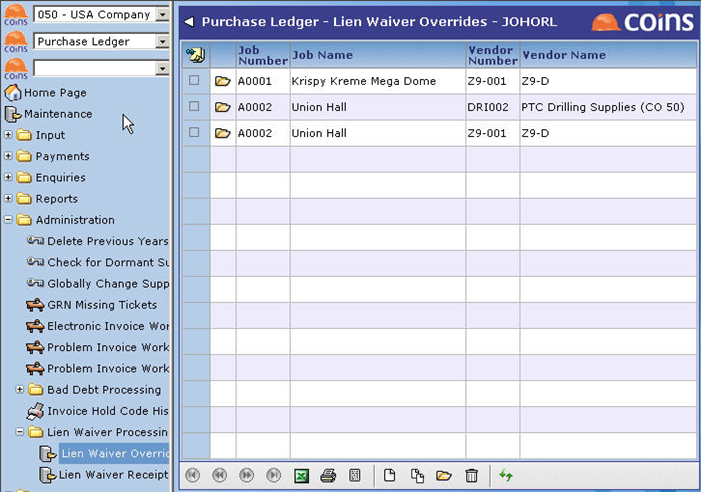 050 - USA Company
Purchase Ledger
coins
coins
coins
Home Page
Maintenance
Input
Payments
Enquiries
Reports
Administration
Delete Previous Years
Check for Dormant Su
Globally Change Supp
GRN Missing Tickets
Electronic Invoice Wor
Problem Invoice Work
Problem Invoice Work
Bad Debt Processing
Invoice Hold Code His
Lien Waiver Processin
Lien Waiver Overric
Lien Waiver Receipt
Purchase Ledger - Lien Waiver Overrides - JOHORL
coins
Job Number Job Name Vendor Number Vendor Name
A0001 Krispy Kreme Mega Dome Z9-001 Z9-D
A0002 Union Hall DRI002 PTC Drilling Supplies (CO 50)
A0002 Union Hall Z9-001 Z9-D